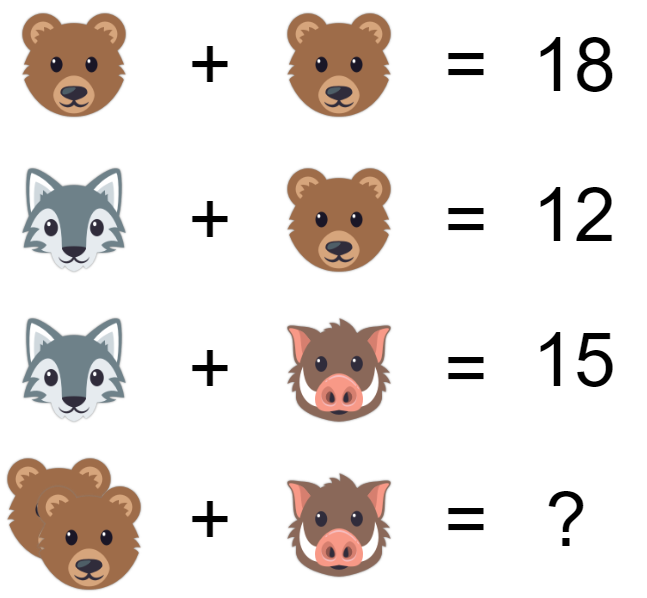 + = 18
+ = 12
+ = 15
+ = ?